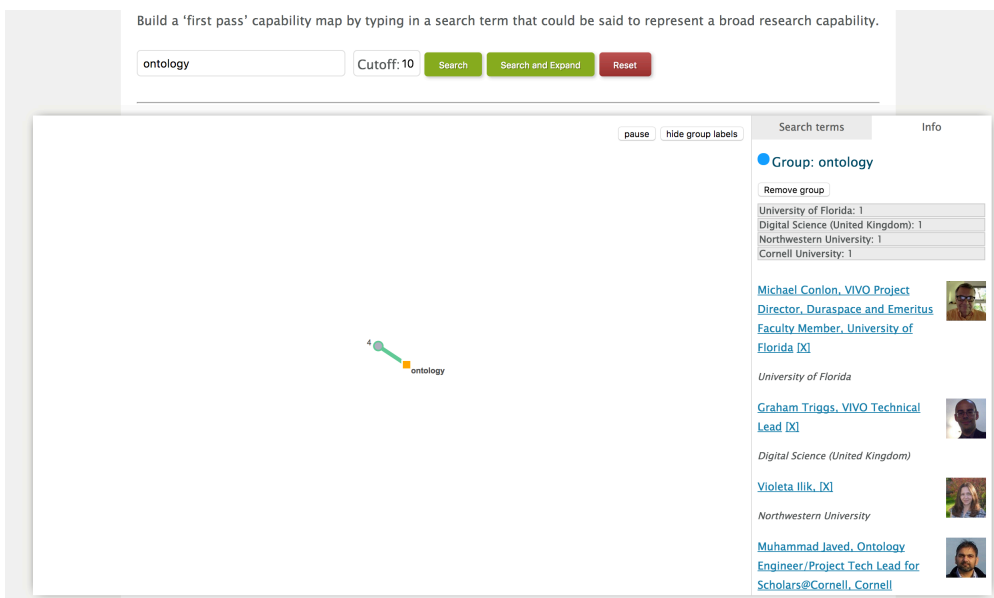 Build a ‘first pass’ capability map by typing in a search term that could be said to represent a broad research capability.
ontology
Cutoff: 10
Search
Search and Expand
Reset
pause
hide group labels
Search terms
Info
Group: ontology
Remove group
University of Florida: 1
Digital Science (United Kingdom): 1
Northwestern University: 1
Cornell University: 1
Michael Conlon, VIVO Project
Director, Duraspace and Emeritus
Faculty Member, University of
Florida [X]
University of Florida
Graham Triggs, VIVO Technical
Lead [X]
Digital Science (United Kingdom)
Violeta Ilik, [X]
Northwestern University
Muhammad Javed, Ontology
Engineer/Project Tech Lead for
Scholars@Cornell, Cornell
4
ontology